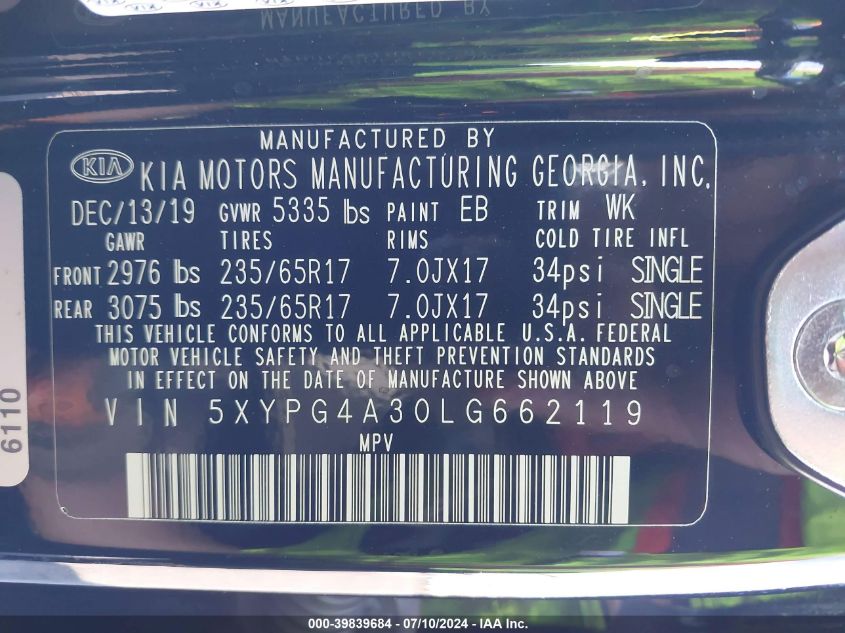 MANUFACTURED BY
MANUFACTURED BY
KIA KIA MOTORS MANUFACTURING GEORGIA, INC.
DEC/13/19 GVWR 5335 lbs PAINT EB TRIM WK
GAWR TIRES RIMS COLD TIRE INFL
FRONT 2976 lbs 235/65R17 7.0JX17 34psi SINGLE
REAR 3075 lbs 235/65R17 7.0JX17 34psi SINGLE
THIS VEHICLE CONFORMS TO ALL APPLICABLE U.S.A. FEDERAL
MOTOR VEHICLE SAFETY AND THEFT PREVENTION STANDARDS
IN EFFECT ON THE DATE OF MANUFACTURE SHOWN ABOVE
VIN 5XYPG4A30LG662119
MPV
6110
000-39839684 - 07/10/2024 - IAA Inc.